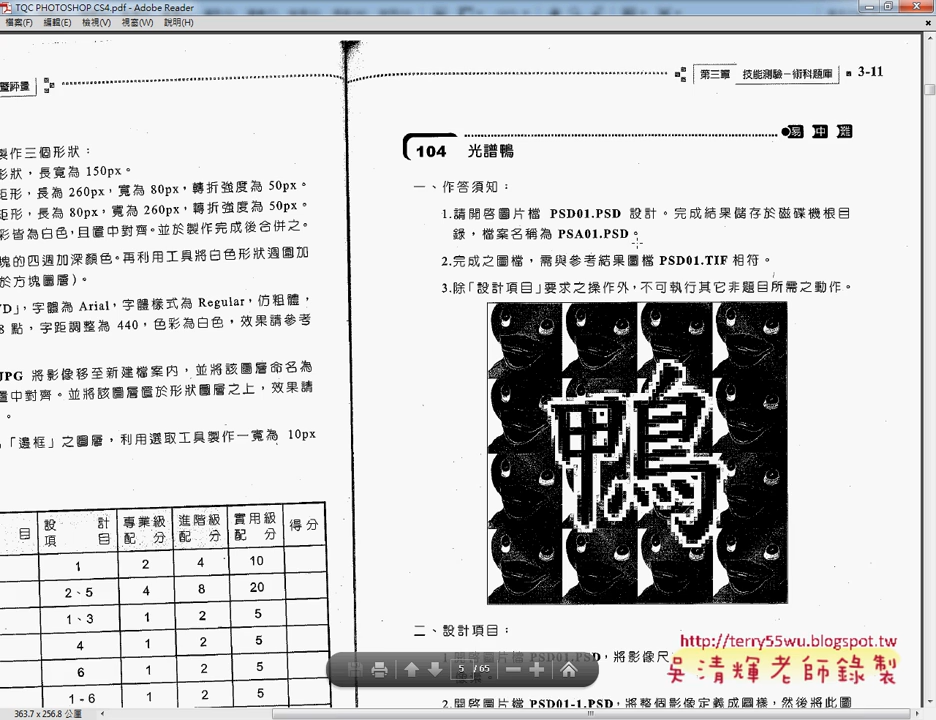 TQC PHOTOSHOP CS4.pdf - Adobe Reader
檔案(F) 編輯(E) 檢視(V) 視窗(W) 說明(H)
暨評量
第三章 技能測驗－術科題庫 3-11
製作三個形狀：
形狀，長寬為 150px。
矩形，長為 260px，寬為 80px，轉折強度為 50px。
矩形，長為 80px，寬為 260px，轉折強度為 50px。
彩皆為白色，且置中對齊。並於製作完成後合併之。
塊的四週加深顏色。再利用工具將白色形狀週圍加
於方塊圖層）。
VD」，字體為 Arial，字體樣式為 Regular，仿粗體，
8 點，字距調整為 440，色彩為白色，效果請參考
JPG 將影像移至新建檔案內，並將該圖層命名為
置中對齊。並將該圖層置於形狀圖層之上，效果請
「邊框」之圖層，利用選取工具製作一寬為 10px
目 設計項目 專業級配分 進階級配分 實用級配分 得分
1 2 4 10
2、5 4 8 20
1、3 1 2 5
4 1 2 5
6 1 2 5
1-6 1 2 5
易 中 難
104 光譜鴨
一、作答須知：
1.請開啓圖片檔 PSD01.PSD 設計。完成結果儲存於磁碟機根目
錄，檔案名稱為 PSA01.PSD。
2.完成之圖檔，需與參考結果圖檔 PSD01.TIF 相符。
3.除「設計項目」要求之操作外，不可執行其它非題目所需之動作。
鴨
二、設計項目：
PSD01.PSD，將影像尺
2.開啓圖片檔 PSD01-1.PSD，將整個影像定義成圖樣，然後將此圖
5 / 65
http://terry55wu.blogspot.tw
吳清輝老師錄製
363.7 x 256.8 公釐